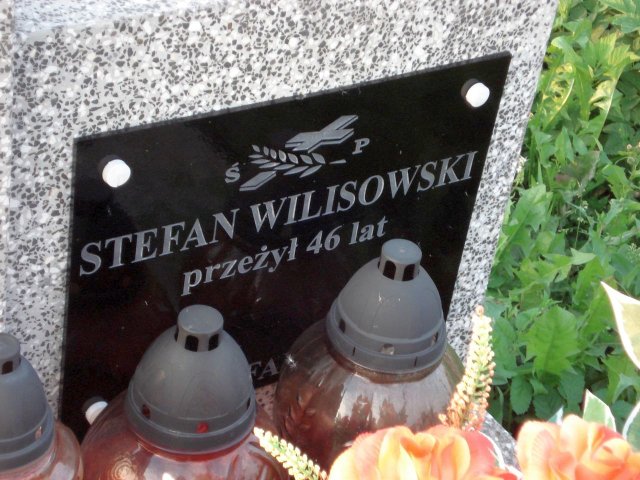 Ś P
STEFAN WILISOWSKI
przeżył 46 lat